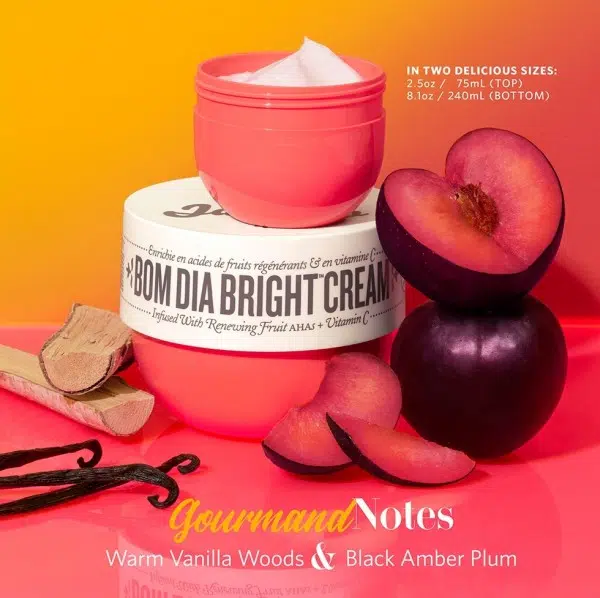 IN TWO DELICIOUS SIZES:
2.5oz / 75mL (TOP)
8.1oz / 240mL (BOTTOM)
Enrichie en acides de fruits régénérants & en vitamine C
BOM DIA BRIGHT™ CREAM
Infused With Renewing Fruit AHAs + Vitamin C
Gourmand Notes
Warm Vanilla Woods & Black Amber Plum